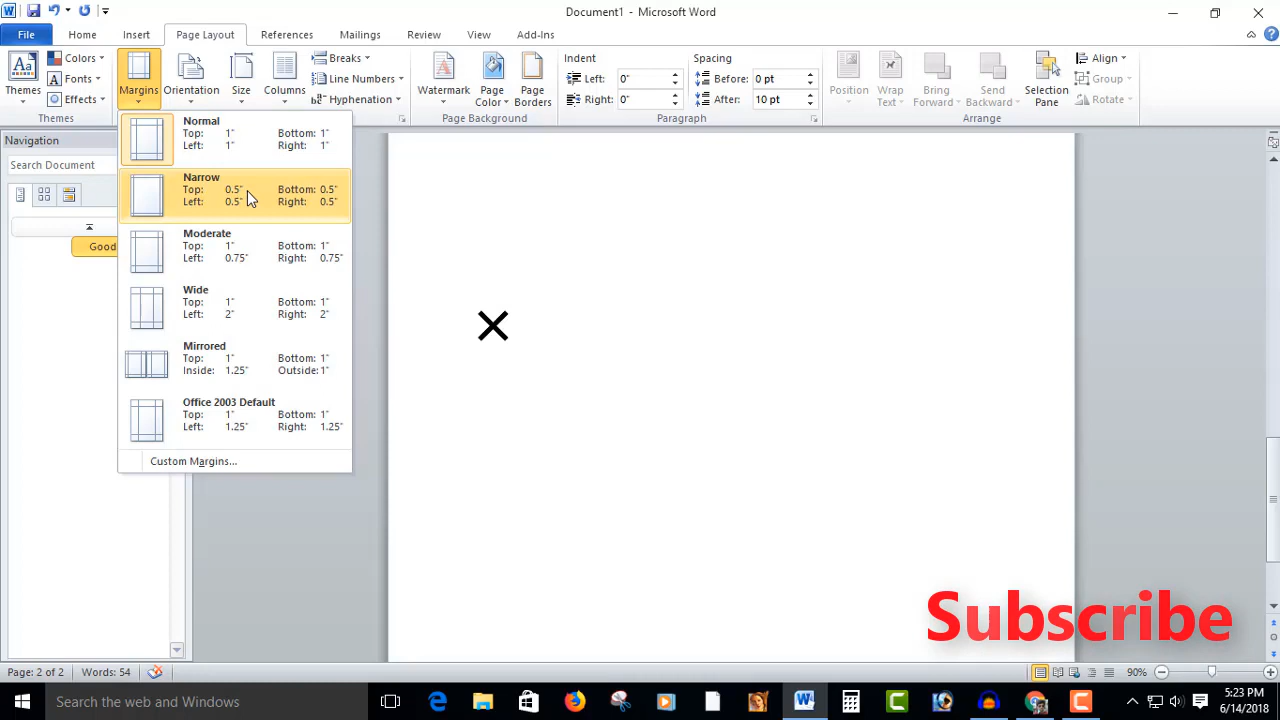 Document1 - Microsoft Word
File Home Insert Page Layout References Mailings Review View Add-Ins
Themes
Colors
Fonts
Effects
Themes
Margins
Orientation
Size
Columns
Breaks
Line Numbers
Hyphenation
Watermark
Page Color
Page Borders
Page Background
Indent
Left: 0"
Right: 0"
Spacing
Before: 0 pt
After: 10 pt
Paragraph
Position
Wrap Text
Bring Forward
Send Backward
Selection Pane
Align
Group
Rotate
Arrange
Navigation
Search Document
Good
Normal
Top: 1" Bottom: 1"
Left: 1" Right: 1"
Narrow
Top: 0.5" Bottom: 0.5"
Left: 0.5" Right: 0.5"
Moderate
Top: 1" Bottom: 1"
Left: 0.75" Right: 0.75"
Wide
Top: 1" Bottom: 1"
Left: 2" Right: 2"
Mirrored
Top: 1" Bottom: 1"
Inside: 1.25" Outside: 1"
Office 2003 Default
Top: 1" Bottom: 1"
Left: 1.25" Right: 1.25"
Custom Margins...
Subscribe
Page: 2 of 2 Words: 54 90%
Search the web and Windows
5:23 PM
6/14/2018